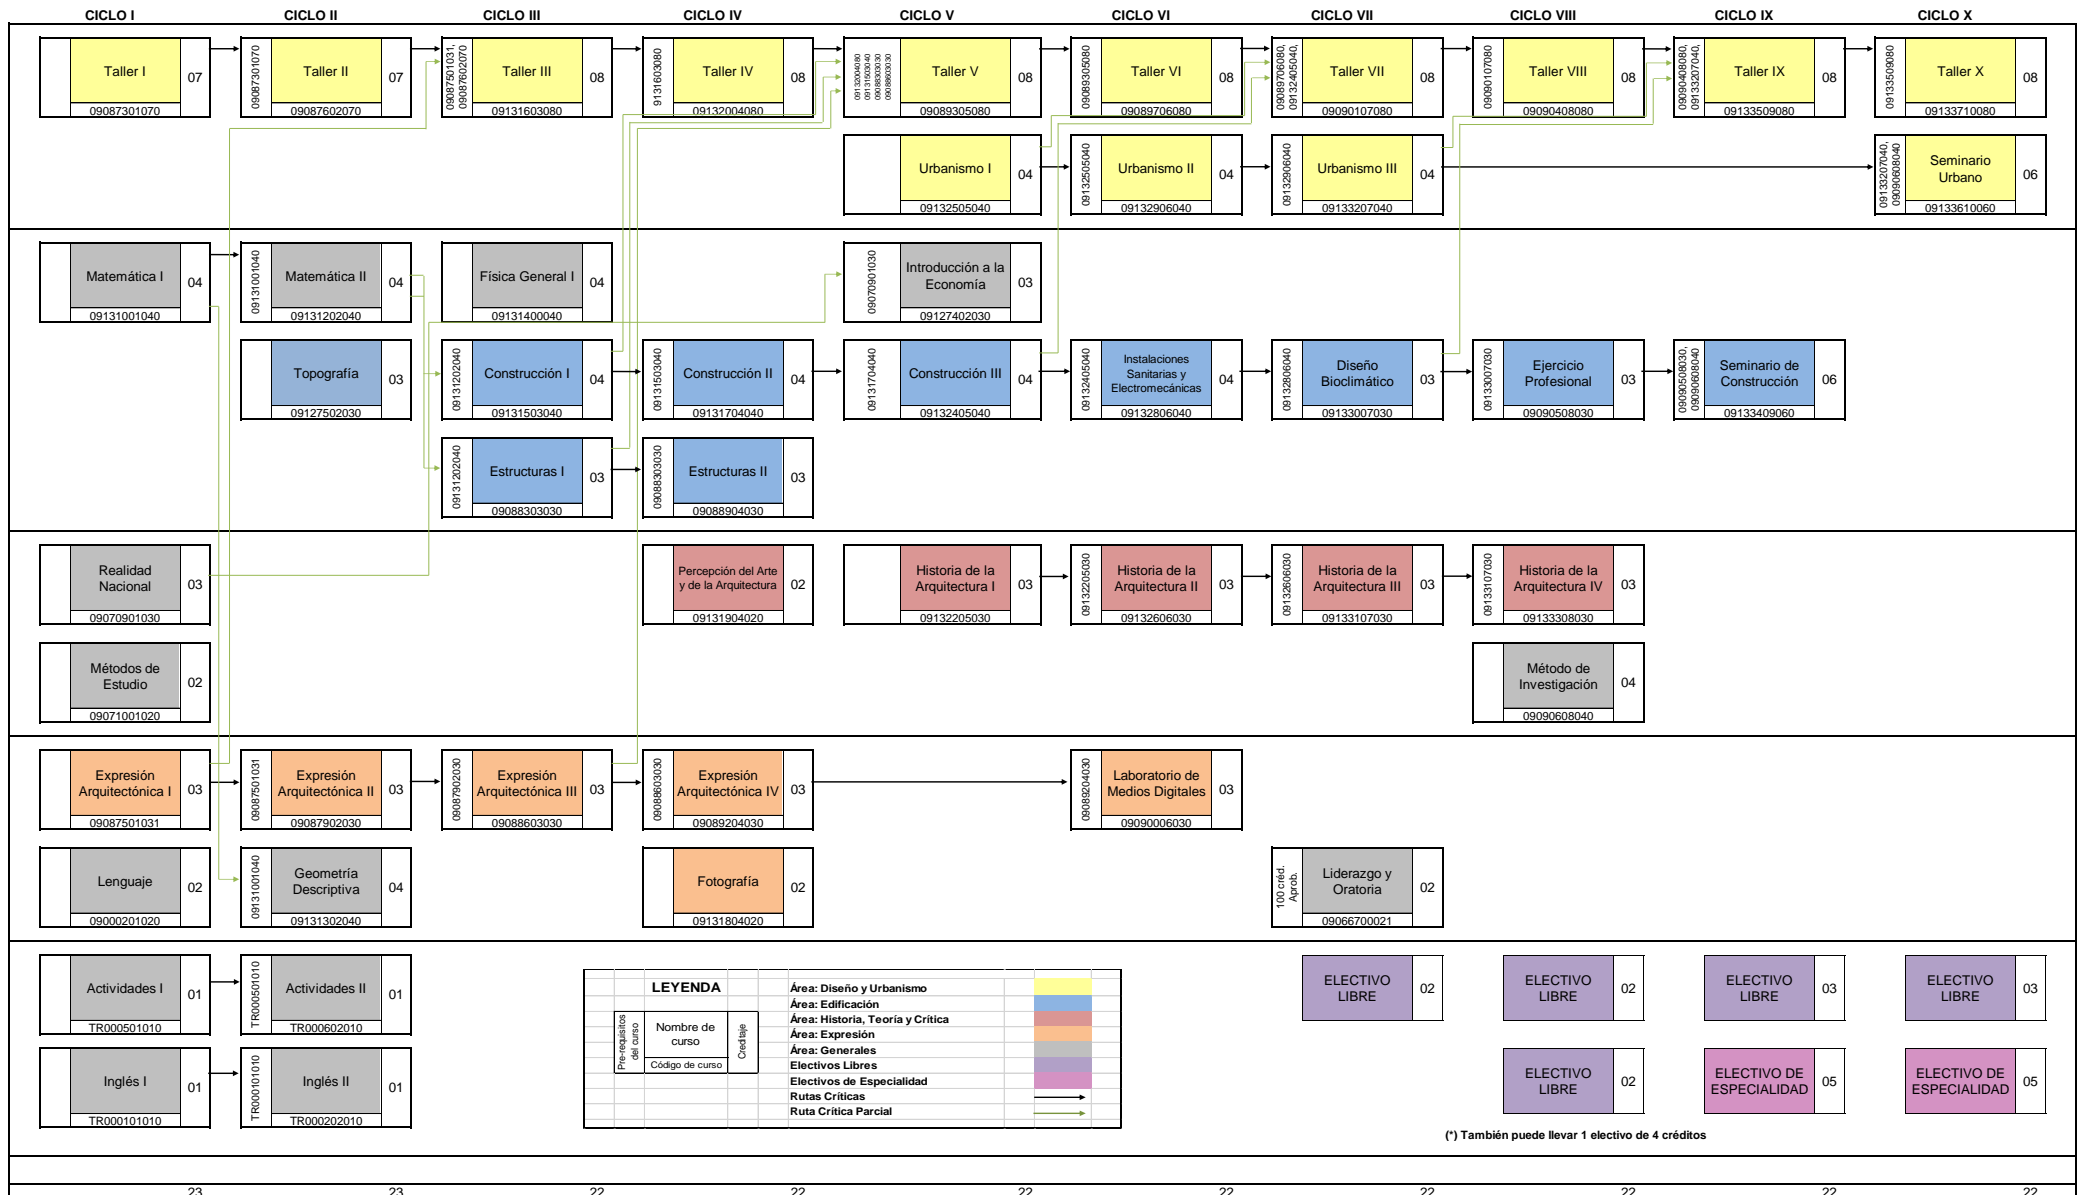 CICLO I CICLO II CICLO III CICLO IV CICLO V CICLO VI CICLO VII CICLO VIII CICLO IX CICLO X
Taller I
07
09087301070
09087301070
Taller II
07
09087602070
09087501031,
09087602070
Taller III
08
09131603080
9131603080
Taller IV
08
09132004080
09132004080
09131503040
09088303030
09088603030
Taller V
08
09089305080
09089305080
Taller VI
08
09089706080
09089706080,
09132405040,
Taller VII
08
09090107080
09090107080
Taller VIII
08
09090408080
09090408080,
09133207040,
Taller IX
08
09133509080
09133509080
Taller X
08
09133710080
Urbanismo I
04
09132505040
09132505040
Urbanismo II
04
09132906040
09132906040
Urbanismo III
04
09133207040
09133207040,
09090608040
Seminario
Urbano
06
09133610060
Matemática I
04
09131001040
09131001040
Matemática II
04
09131202040
Física General I
04
09131400040
09070901030
Introducción a la
Economía
03
09127402030
Topografía
03
09127502030
09131202040
Construcción I
04
09131503040
09131503040
Construcción II
04
09131704040
09131704040
Construcción III
04
09132405040
09132405040
Instalaciones
Sanitarias y
Electromecánicas
04
09132806040
09132806040
Diseño
Bioclimático
03
09133007030
09133007030
Ejercicio
Profesional
03
09090508030
09090508030,
09090608040
Seminario de
Construcción
06
09133409060
09131202040
Estructuras I
03
09088303030
09088303030
Estructuras II
03
09088904030
Realidad
Nacional
03
09070901030
Percepción del Arte
y de la Arquitectura
02
09131904020
Historia de la
Arquitectura I
03
09132205030
09132205030
Historia de la
Arquitectura II
03
09132606030
09132606030
Historia de la
Arquitectura III
03
09133107030
09133107030
Historia de la
Arquitectura IV
03
09133308030
Métodos de
Estudio
02
09071001020
Método de
Investigación
04
09090608040
Expresión
Arquitectónica I
03
09087501031
09087501031
Expresión
Arquitectónica II
03
09087902030
09087902030
Expresión
Arquitectónica III
03
09088603030
09088603030
Expresión
Arquitectónica IV
03
09089204030
09089204030
Laboratorio de
Medios Digitales
03
09090006030
Lenguaje
02
09000201020
09131001040
Geometría
Descriptiva
04
09131302040
Fotografía
02
09131804020
100 créd.
Aprob.
Liderazgo y
Oratoria
02
09066700021
Actividades I
01
TR000501010
TR000501010
Actividades II
01
TR000602010
Inglés I
01
TR000101010
TR000101010
Inglés II
01
TR000202010
LEYENDA
Pre-requisitos
del curso
Nombre de
curso
Creditaje
Código de curso
Área: Diseño y Urbanismo
Área: Edificación
Área: Historia, Teoría y Crítica
Área: Expresión
Área: Generales
Electivos Libres
Electivos de Especialidad
Rutas Críticas
Ruta Crítica Parcial
ELECTIVO
LIBRE
02
ELECTIVO
LIBRE
02
ELECTIVO
LIBRE
03
ELECTIVO
LIBRE
03
ELECTIVO
LIBRE
02
ELECTIVO DE
ESPECIALIDAD
05
ELECTIVO DE
ESPECIALIDAD
05
(*) También puede llevar 1 electivo de 4 créditos
23 23 22 22 22 22 22 22 22 22